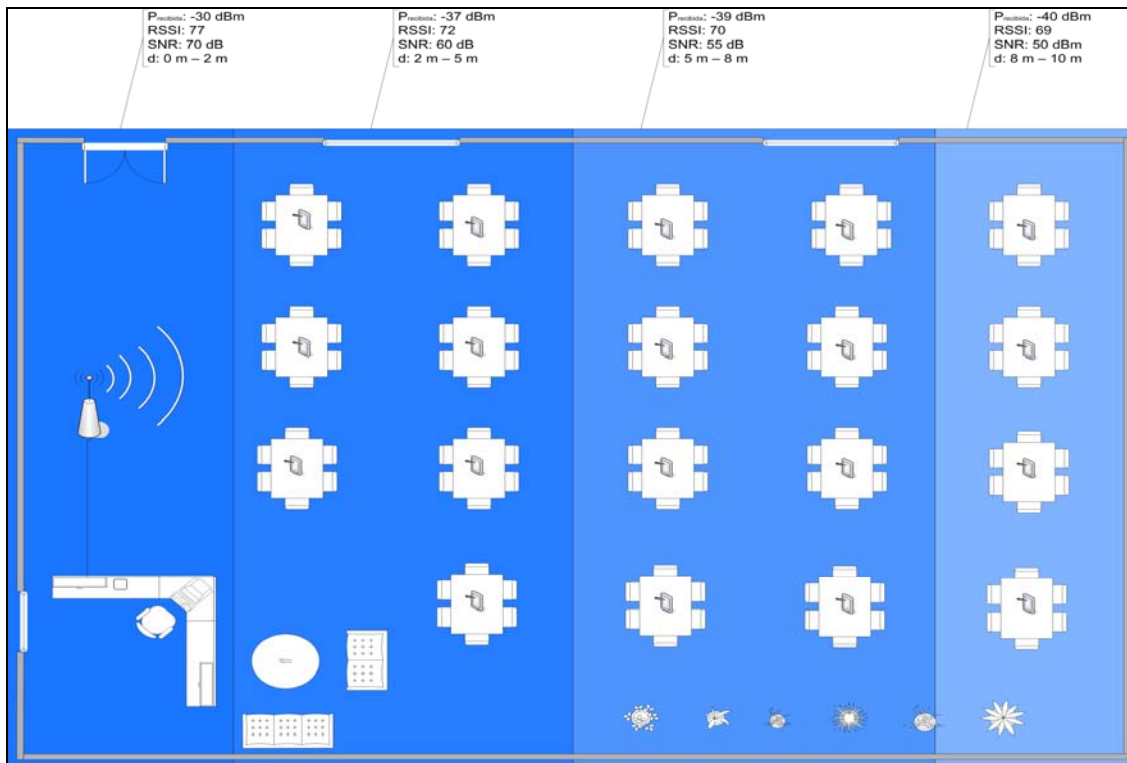 Precibida: -30 dBm
RSSI: 77
SNR: 70 dB
d: 0 m – 2 m
Precibida: -37 dBm
RSSI: 72
SNR: 60 dB
d: 2 m – 5 m
Precibida: -39 dBm
RSSI: 70
SNR: 55 dB
d: 5 m – 8 m
Precibida: -40 dBm
RSSI: 69
SNR: 50 dBm
d: 8 m – 10 m